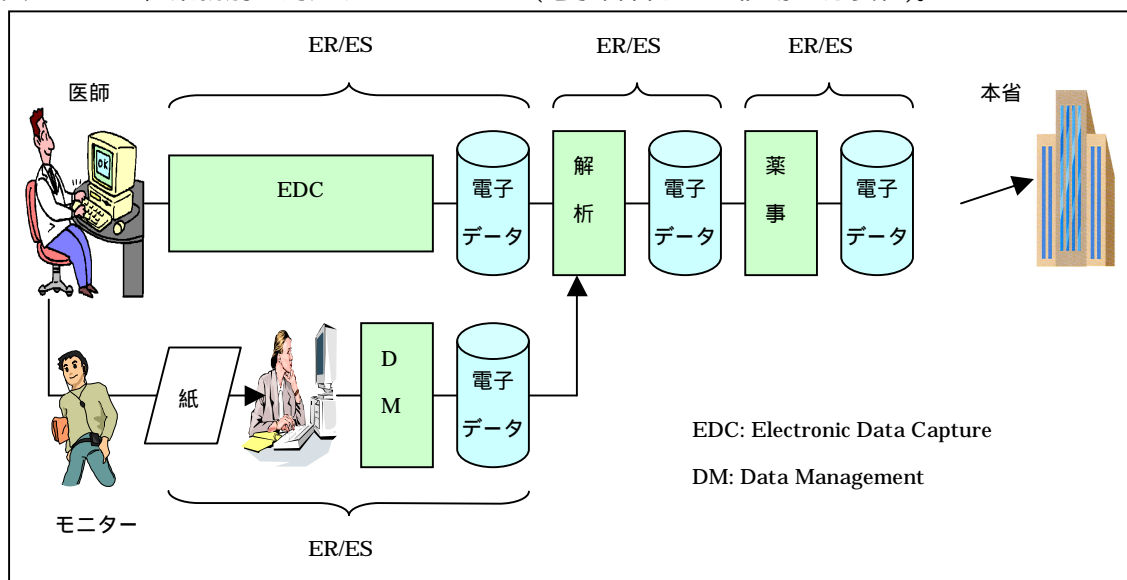 ER/ES
ER/ES
ER/ES
医師
本省
EDC
電子
データ
解
析
電子
データ
薬
事
電子
データ
紙
D
M
電子
データ
モニター
EDC: Electronic Data Capture
DM: Data Management
ER/ES